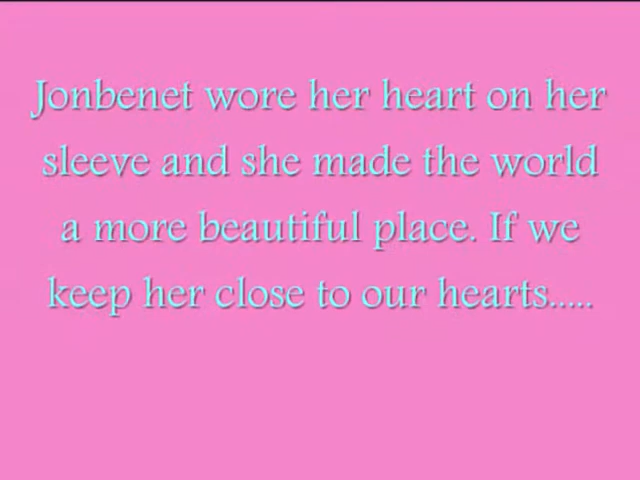 Jonbenet wore her heart on her
sleeve and she made the world
a more beautiful place. If we
keep her close to our hearts.....